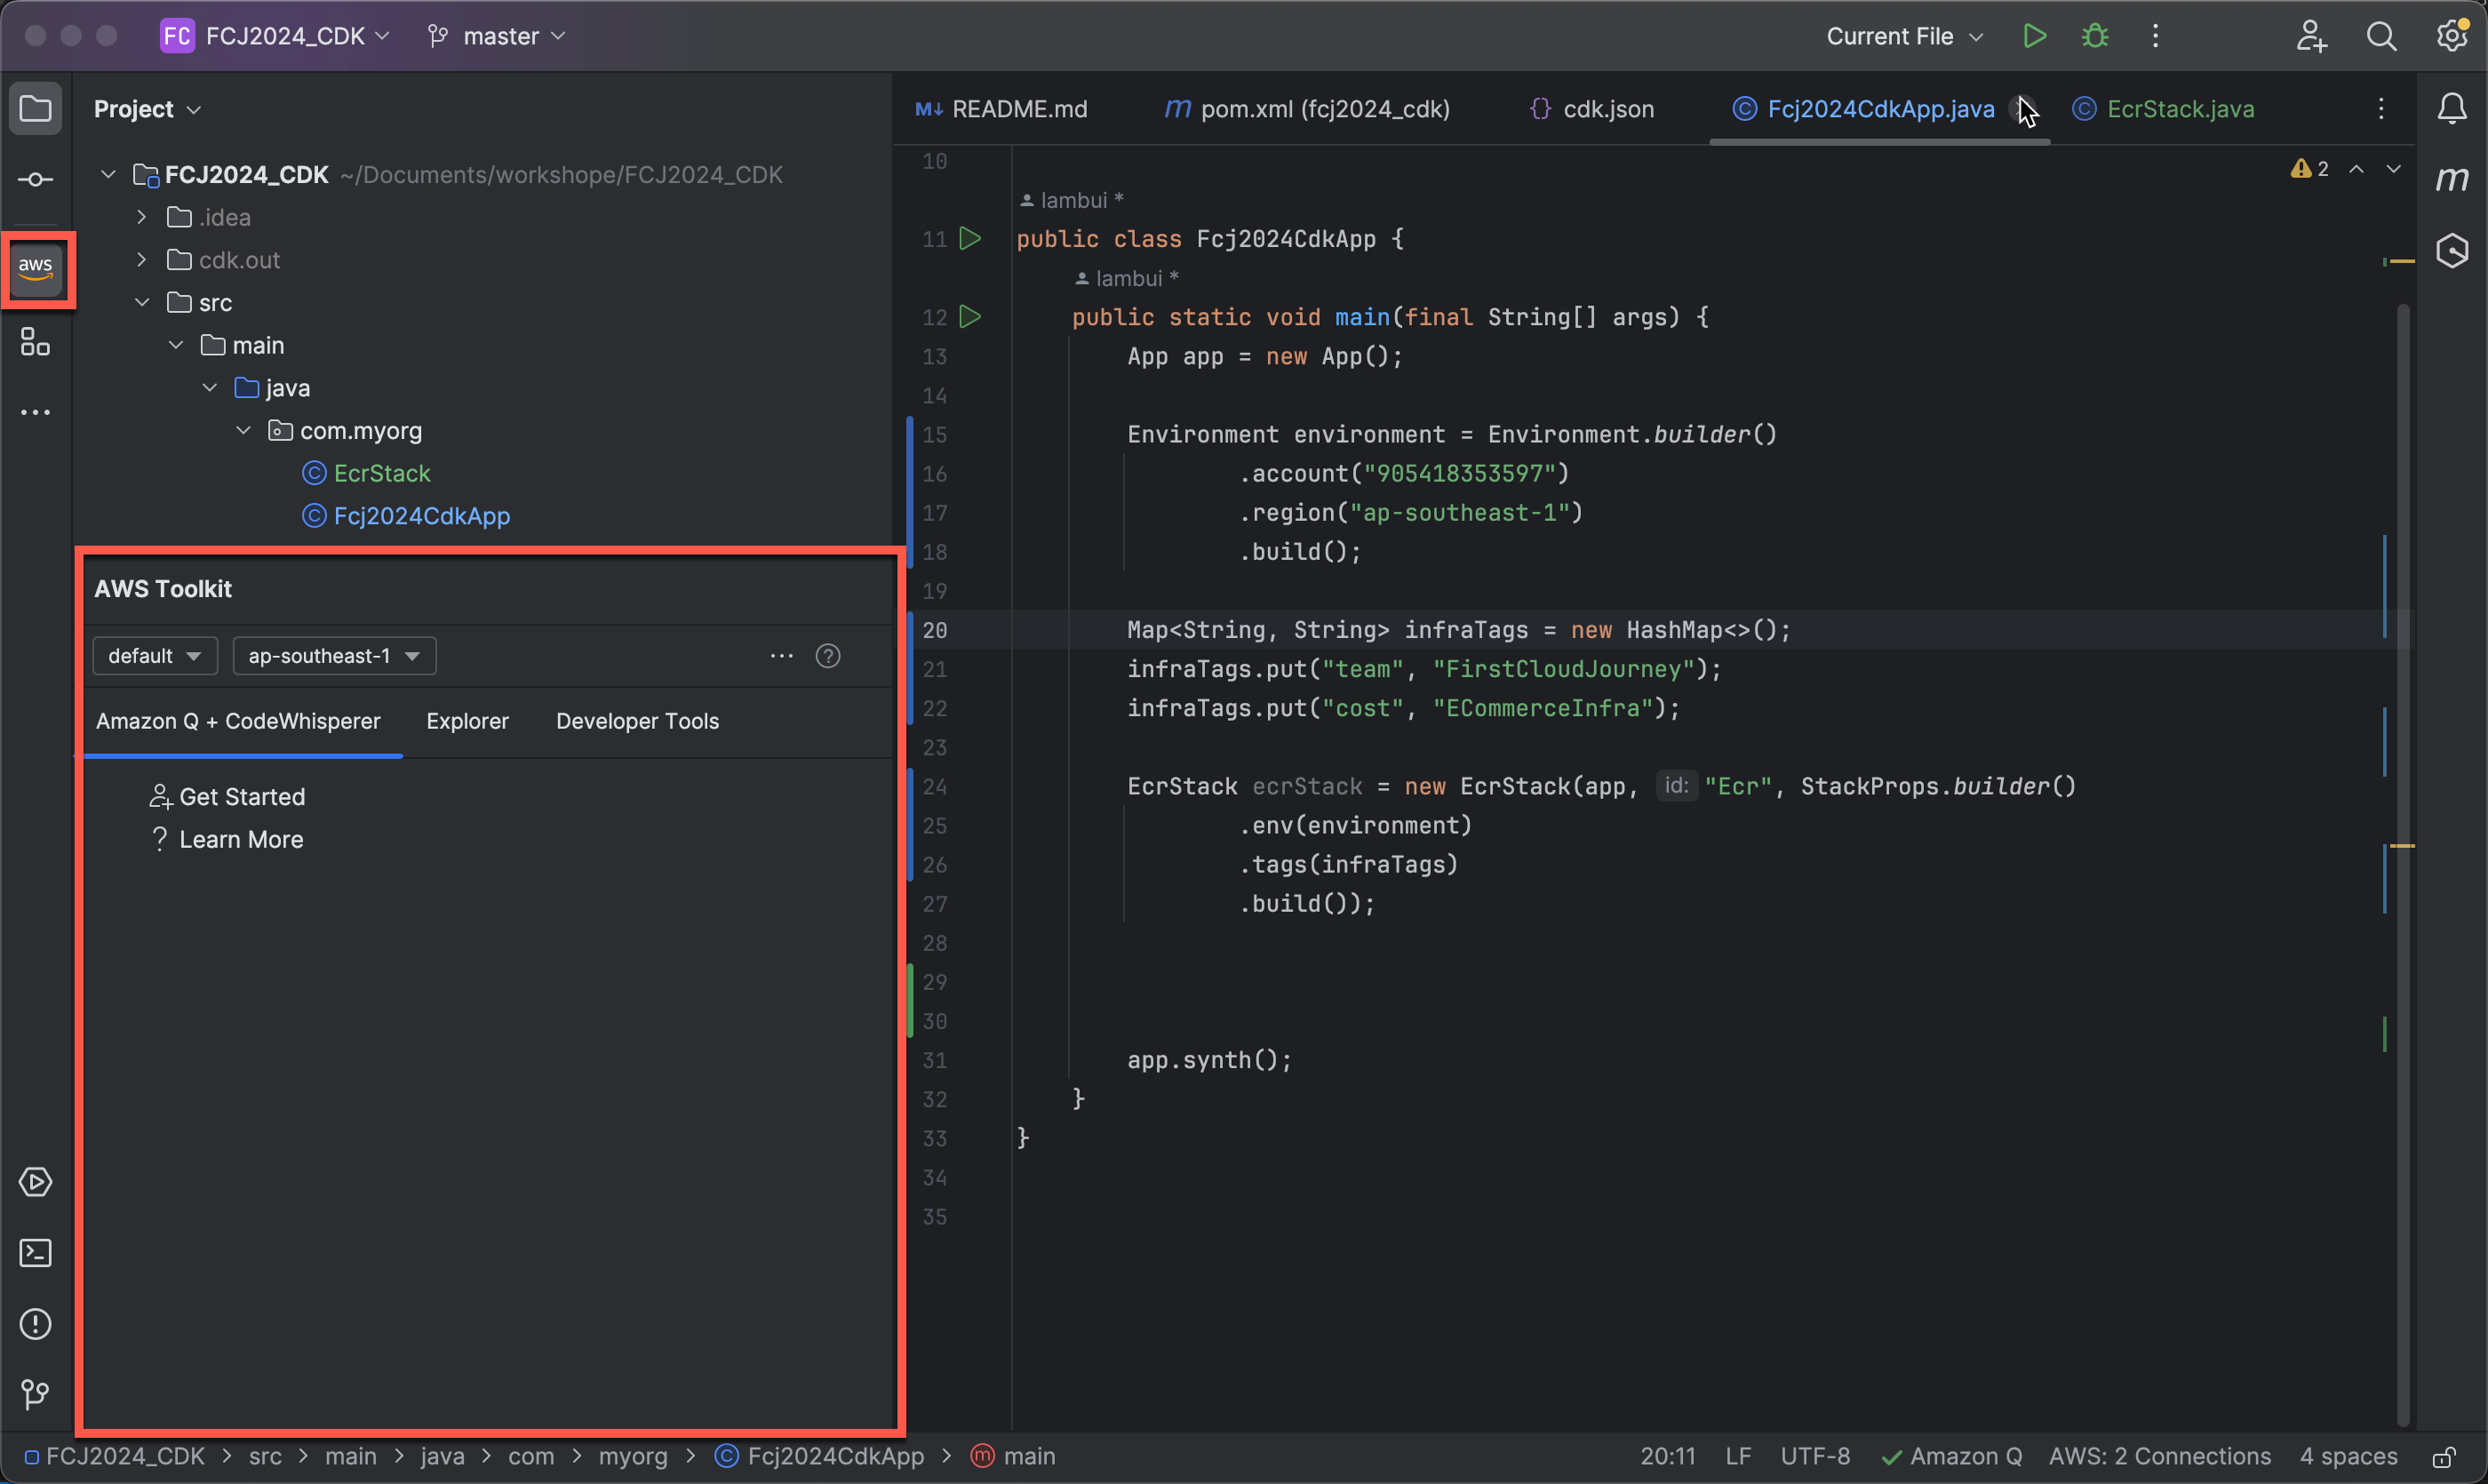 FC FCJ2024_CDK master Current File
Project
FCJ2024_CDK ~/Documents/workshope/FCJ2024_CDK
.idea
cdk.out
aws
src
main
java
com.myorg
EcrStack
Fcj2024CdkApp
AWS Toolkit
default ap-southeast-1
Amazon Q + CodeWhisperer Explorer Developer Tools
Get Started
? Learn More
M↓ README.md m pom.xml (fcj2024_cdk) {} cdk.json Fcj2024CdkApp.java EcrStack.java
2
m
10
lambui *
11 public class Fcj2024CdkApp {
lambui *
12 public static void main(final String[] args) {
13 App app = new App();
14
15 Environment environment = Environment.builder()
16 .account("905418353597")
17 .region("ap-southeast-1")
18 .build();
19
20 Map<String, String> infraTags = new HashMap<>();
21 infraTags.put("team", "FirstCloudJourney");
22 infraTags.put("cost", "ECommerceInfra");
23
24 EcrStack ecrStack = new EcrStack(app, id: "Ecr", StackProps.builder()
25 .env(environment)
26 .tags(infraTags)
27 .build());
28
29
30
31 app.synth();
32 }
33 }
34
35
FCJ2024_CDK > src > main > java > com > myorg > Fcj2024CdkApp > m main 20:11 LF UTF-8 Amazon Q AWS: 2 Connections 4 spaces